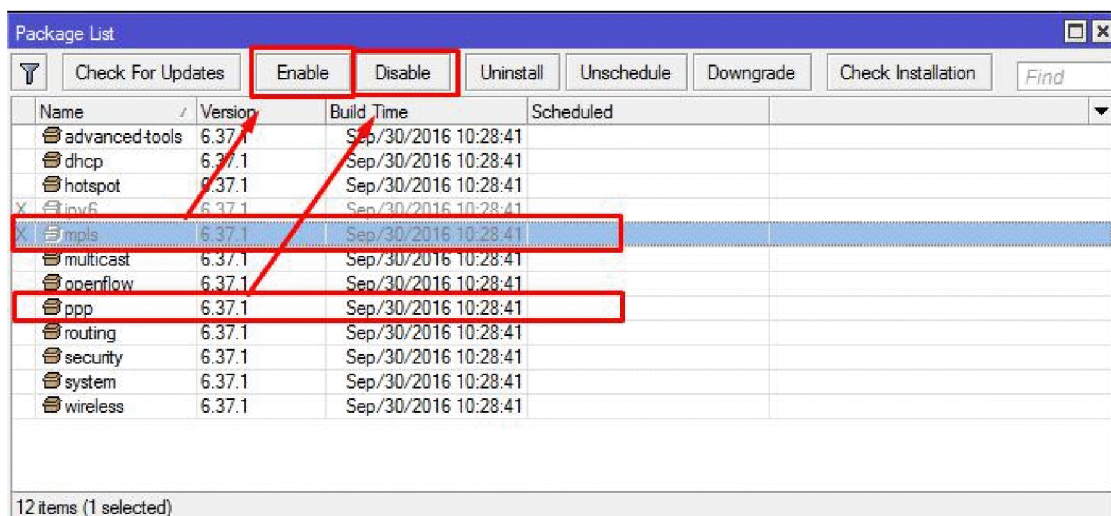 Package List
Check For Updates Enable Disable Uninstall Unschedule Downgrade Check Installation Find
Name Version Build Time Scheduled
advanced-tools 6.37.1 Sep/30/2016 10:28:41
dhcp 6.37.1 Sep/30/2016 10:28:41
hotspot 6.37.1 Sep/30/2016 10:28:41
X ipv6 6.37.1 Sep/30/2016 10:28:41
X mpls 6.37.1 Sep/30/2016 10:28:41
multicast 6.37.1 Sep/30/2016 10:28:41
openflow 6.37.1 Sep/30/2016 10:28:41
ppp 6.37.1 Sep/30/2016 10:28:41
routing 6.37.1 Sep/30/2016 10:28:41
security 6.37.1 Sep/30/2016 10:28:41
system 6.37.1 Sep/30/2016 10:28:41
wireless 6.37.1 Sep/30/2016 10:28:41
12 items (1 selected)